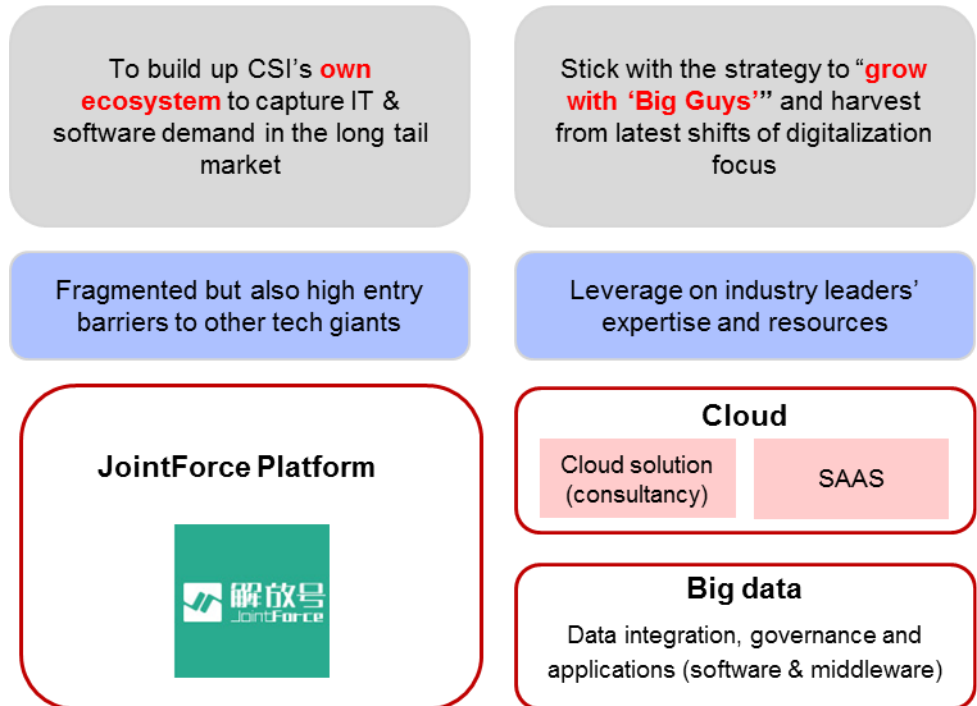 To build up CSI’s own
ecosystem to capture IT &
software demand in the long tail
market
Stick with the strategy to “grow
with ‘Big Guys’” and harvest
from latest shifts of digitalization
focus
Fragmented but also high entry
barriers to other tech giants
Leverage on industry leaders’
expertise and resources
JointForce Platform
解放号
JointForce
Cloud
Cloud solution
(consultancy)
SAAS
Big data
Data integration, governance and
applications (software & middleware)